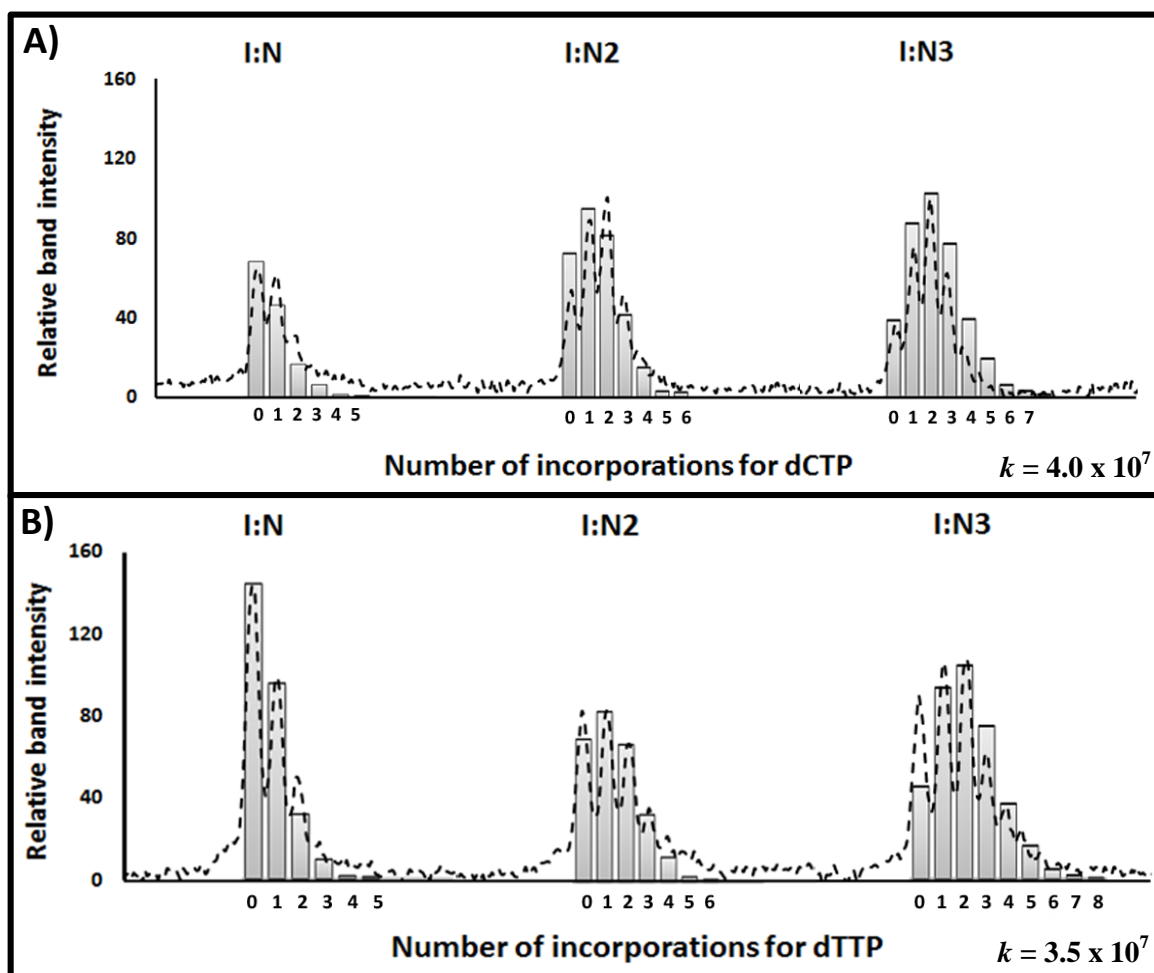 A)
I:N I:N2 I:N3
160
120
80
40
0
Relative band intensity
0 1 2 3 4 5 0 1 2 3 4 5 6 0 1 2 3 4 5 6 7
Number of incorporations for dCTP k = 4.0 x 10⁷
B)
I:N I:N2 I:N3
160
120
80
40
0
Relative band intensity
0 1 2 3 4 5 0 1 2 3 4 5 6 0 1 2 3 4 5 6 7 8
Number of incorporations for dTTP k = 3.5 x 10⁷